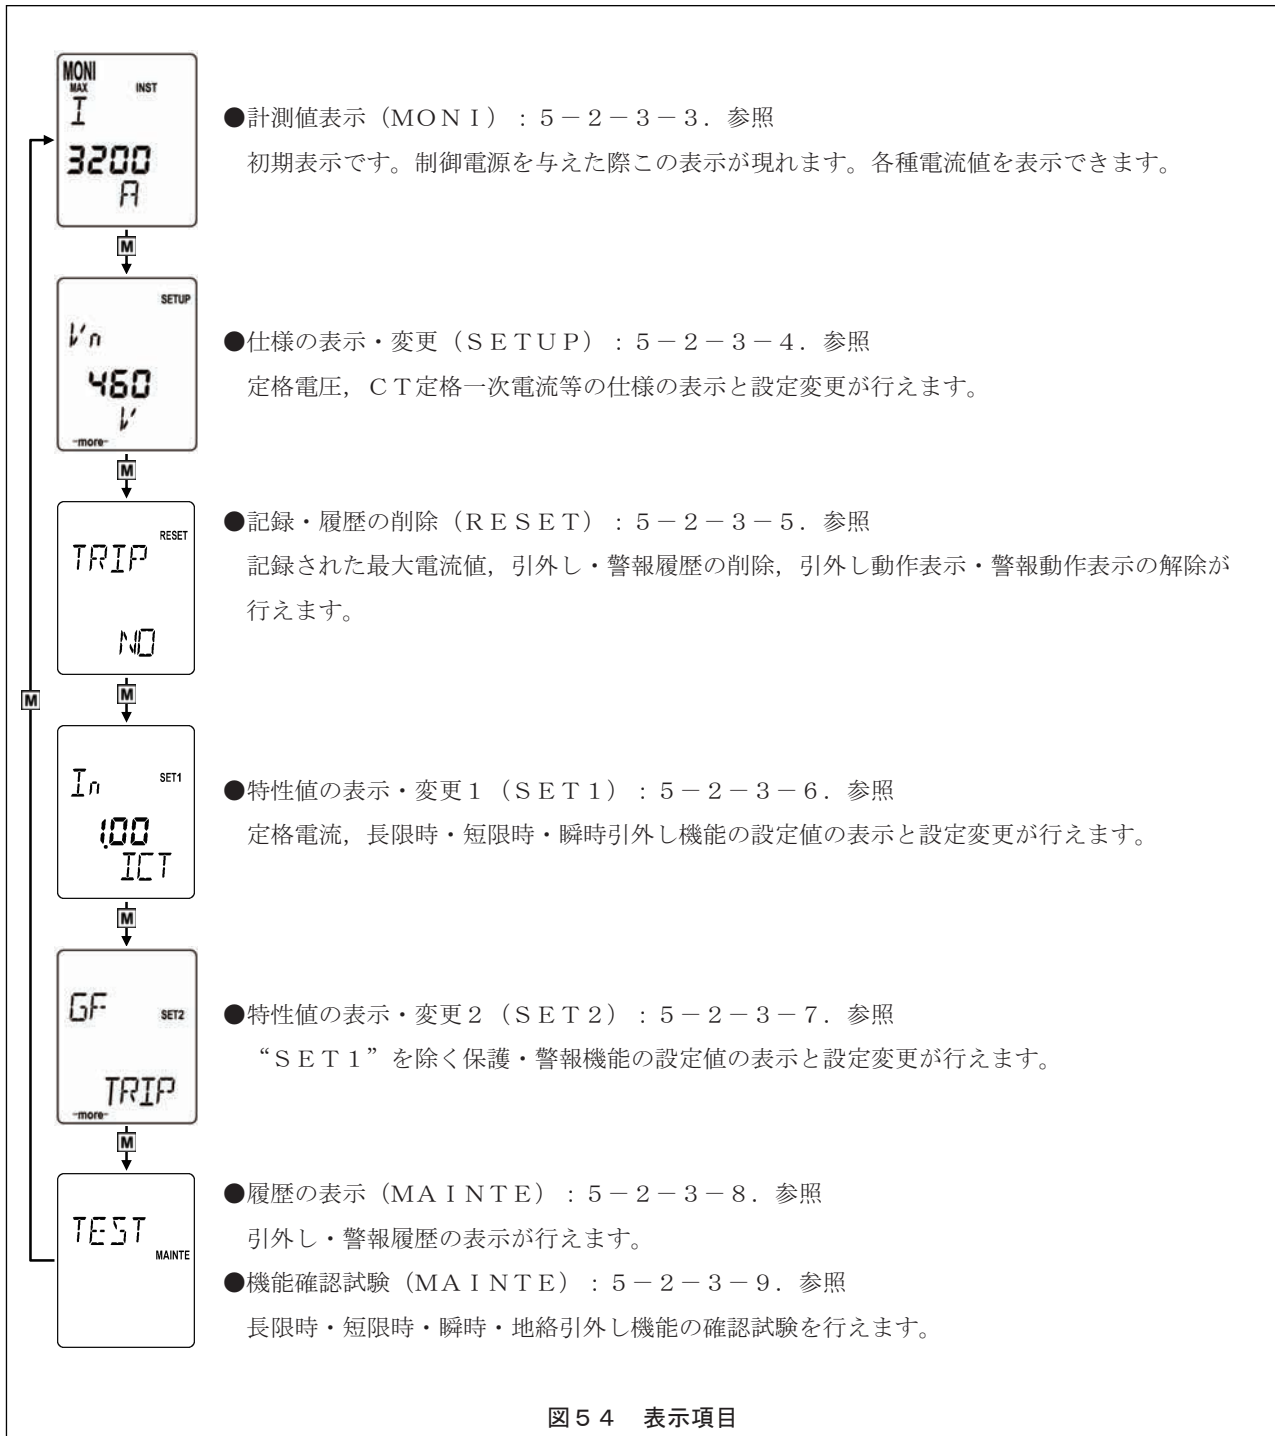 MONI
MAX INST
I
3200
A
●計測値表示（ＭＯＮＩ）：５－２－３－３．参照
初期表示です。制御電源を与えた際この表示が現れます。各種電流値を表示できます。
M
SETUP
Vn
460
V
-more-
●仕様の表示・変更（ＳＥＴＵＰ）：５－２－３－４．参照
定格電圧，ＣＴ定格一次電流等の仕様の表示と設定変更が行えます。
M
RESET
TRIP
NO
●記録・履歴の削除（ＲＥＳＥＴ）：５－２－３－５．参照
記録された最大電流値，引外し・警報履歴の削除，引外し動作表示・警報動作表示の解除が
行えます。
M
M
In SET1
1.00
ICT
●特性値の表示・変更１（ＳＥＴ１）：５－２－３－６．参照
定格電流，長限時・短限時・瞬時引外し機能の設定値の表示と設定変更が行えます。
M
GF SET2
TRIP
-more-
●特性値の表示・変更２（ＳＥＴ２）：５－２－３－７．参照
“ＳＥＴ１”を除く保護・警報機能の設定値の表示と設定変更が行えます。
M
TEST
MAINTE
●履歴の表示（ＭＡＩＮＴＥ）：５－２－３－８．参照
引外し・警報履歴の表示が行えます。
●機能確認試験（ＭＡＩＮＴＥ）：５－２－３－９．参照
長限時・短限時・瞬時・地絡引外し機能の確認試験を行えます。
図５４　表示項目